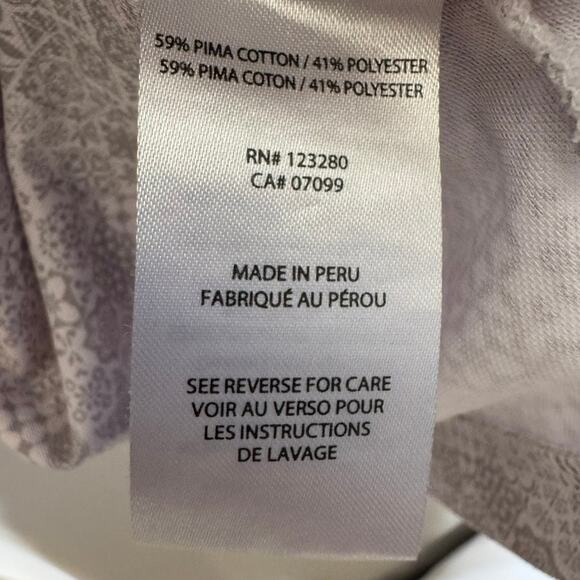 59% PIMA COTTON / 41% POLYESTER
59% PIMA COTON / 41% POLYESTER
RN# 123280
CA# 07099
MADE IN PERU
FABRIQUÉ AU PÉROU
SEE REVERSE FOR CARE
VOIR AU VERSO POUR
LES INSTRUCTIONS
DE LAVAGE